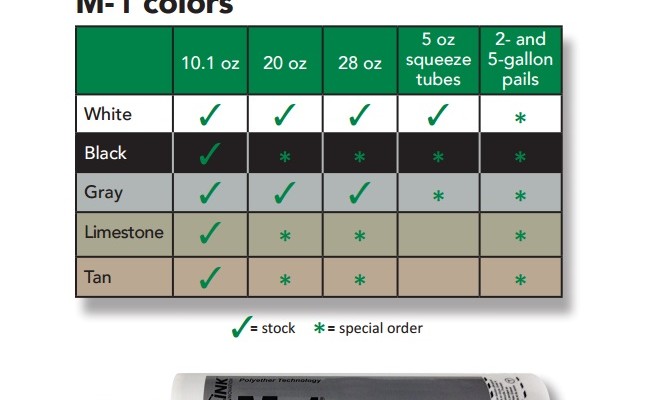 M-1 colors
10.1 oz 20 oz 28 oz 5 oz squeeze tubes 2- and 5-gallon pails
White ✓ ✓ ✓ ✓ *
Black ✓ * * * *
Gray ✓ ✓ ✓ * *
Limestone ✓ * * *
Tan ✓ * * *
✓= stock *= special order
Polyether Technology